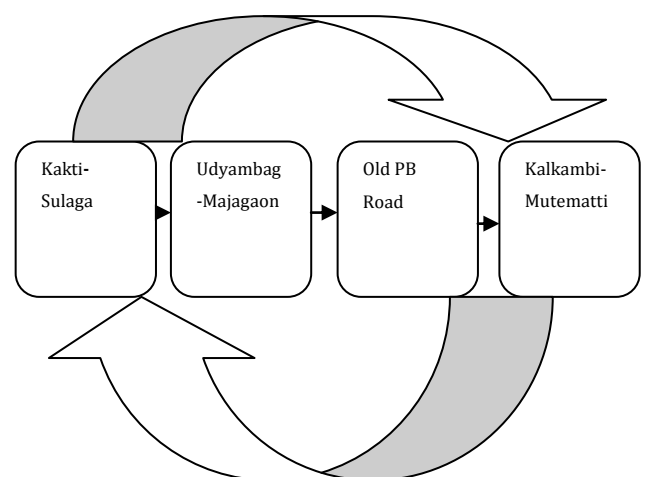 Kakti-
Sulaga
Udyambag
-Majagaon
Old PB
Road
Kalkambi-
Mutematti